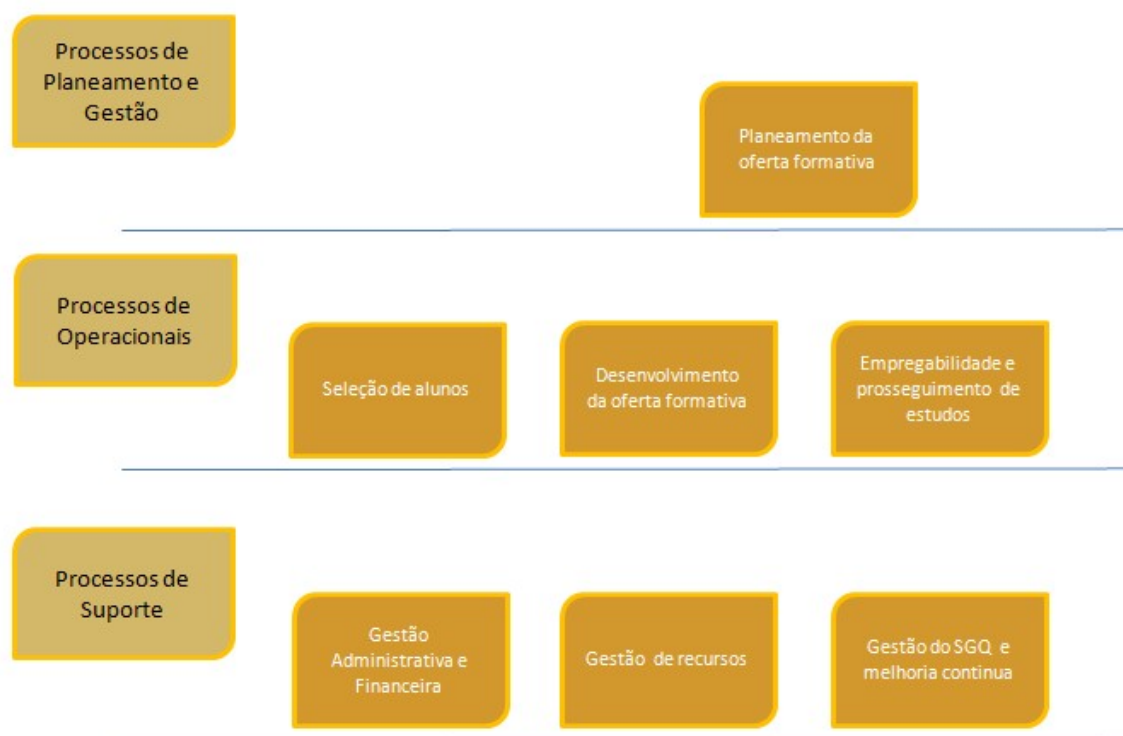 Processos de
Planeamento e
Gestão
Planeamento da
oferta formativa
Processos de
Operacionais
Seleção de alunos
Desenvolvimento
da oferta formativa
Empregabilidade e
prosseguimento de
estudos
Processos de
Suporte
Gestão
Administrativa e
Financeira
Gestão de recursos
Gestão do SGQ e
melhoria continua